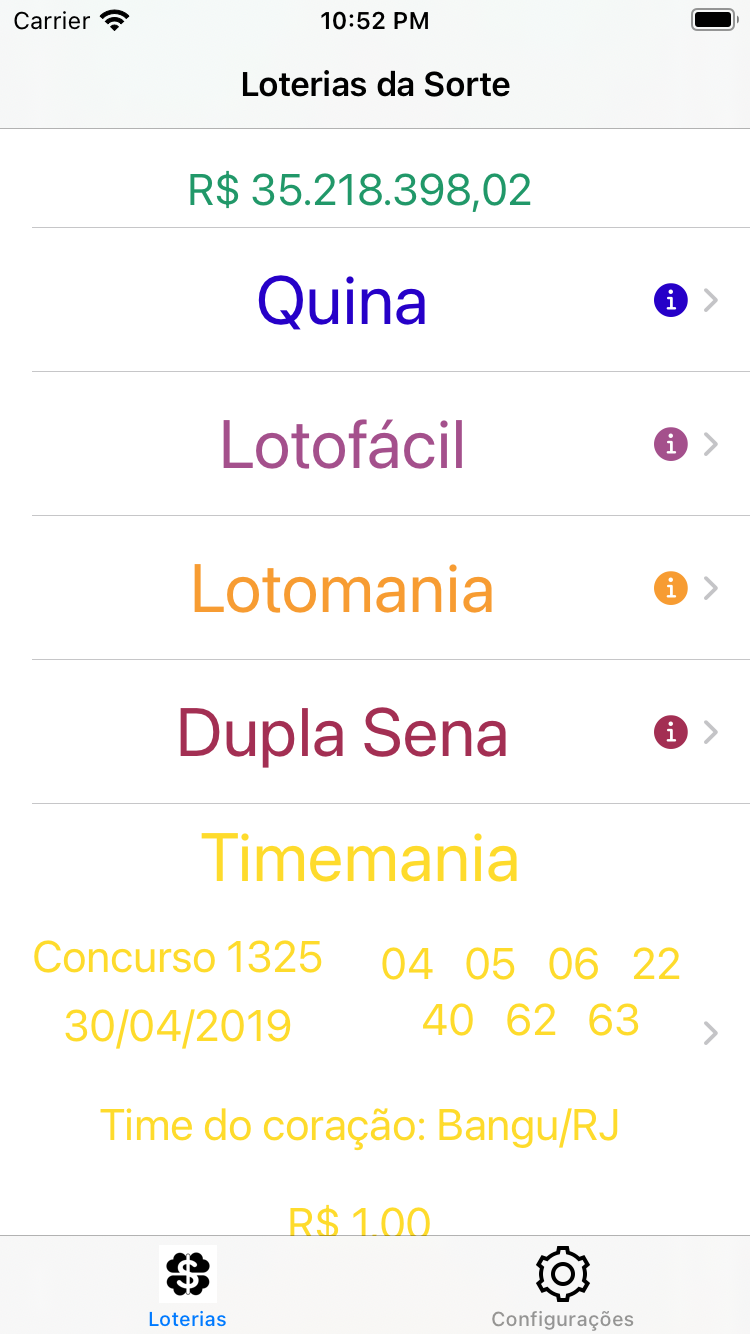 Carrier 10:52 PM
Loterias da Sorte
R$ 35.218.398,02
Quina
Lotofácil
Lotomania
Dupla Sena
Timemania
Concurso 1325
30/04/2019
04 05 06 22
40 62 63
Time do coração: Bangu/RJ
R$ 1,00
Loterias
Configurações